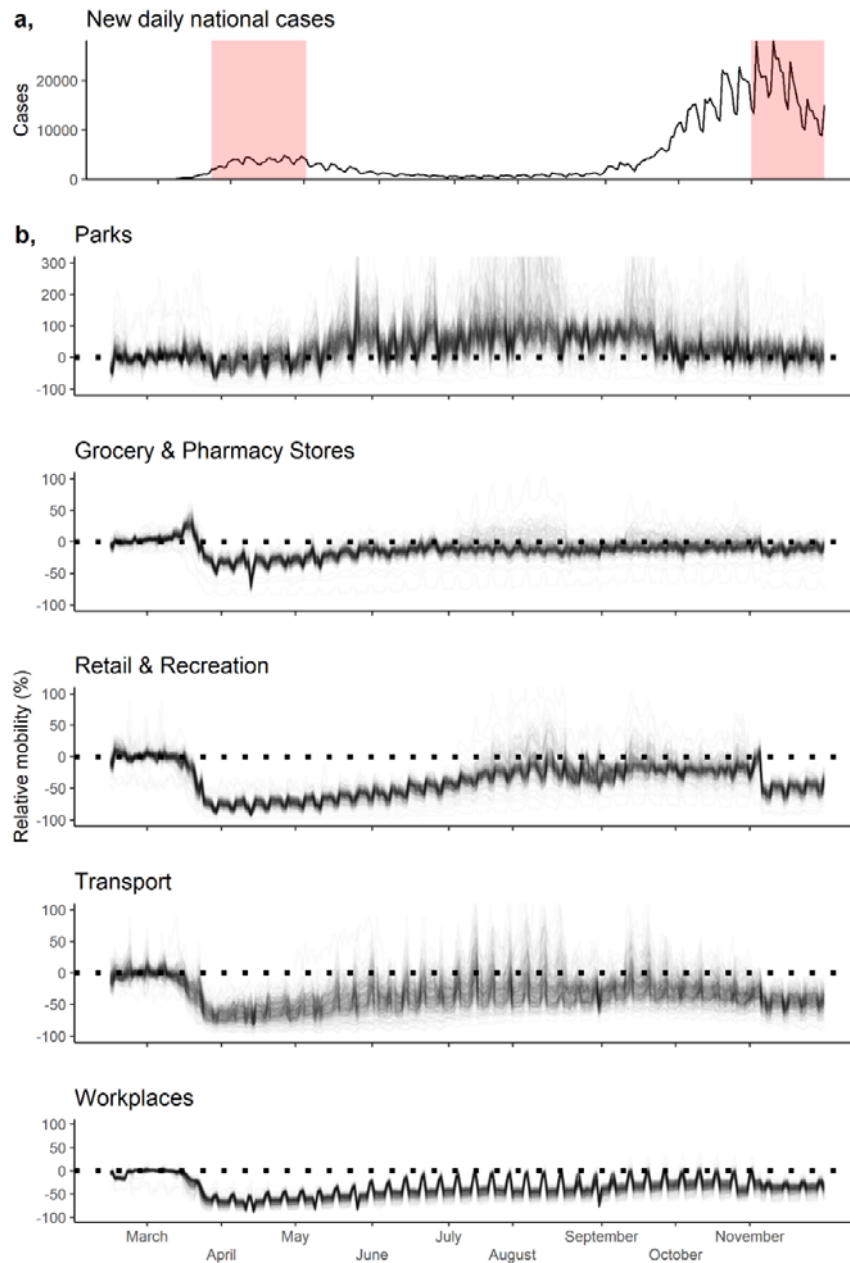 a, New daily national cases
Cases
20000
10000
0
b, Parks
300
200
100
0
-100
Grocery & Pharmacy Stores
100
50
0
-50
-100
Relative mobility (%)
Retail & Recreation
100
50
0
-50
-100
Transport
100
50
0
-50
-100
Workplaces
100
50
0
-50
-100
March May July September November
April June August October